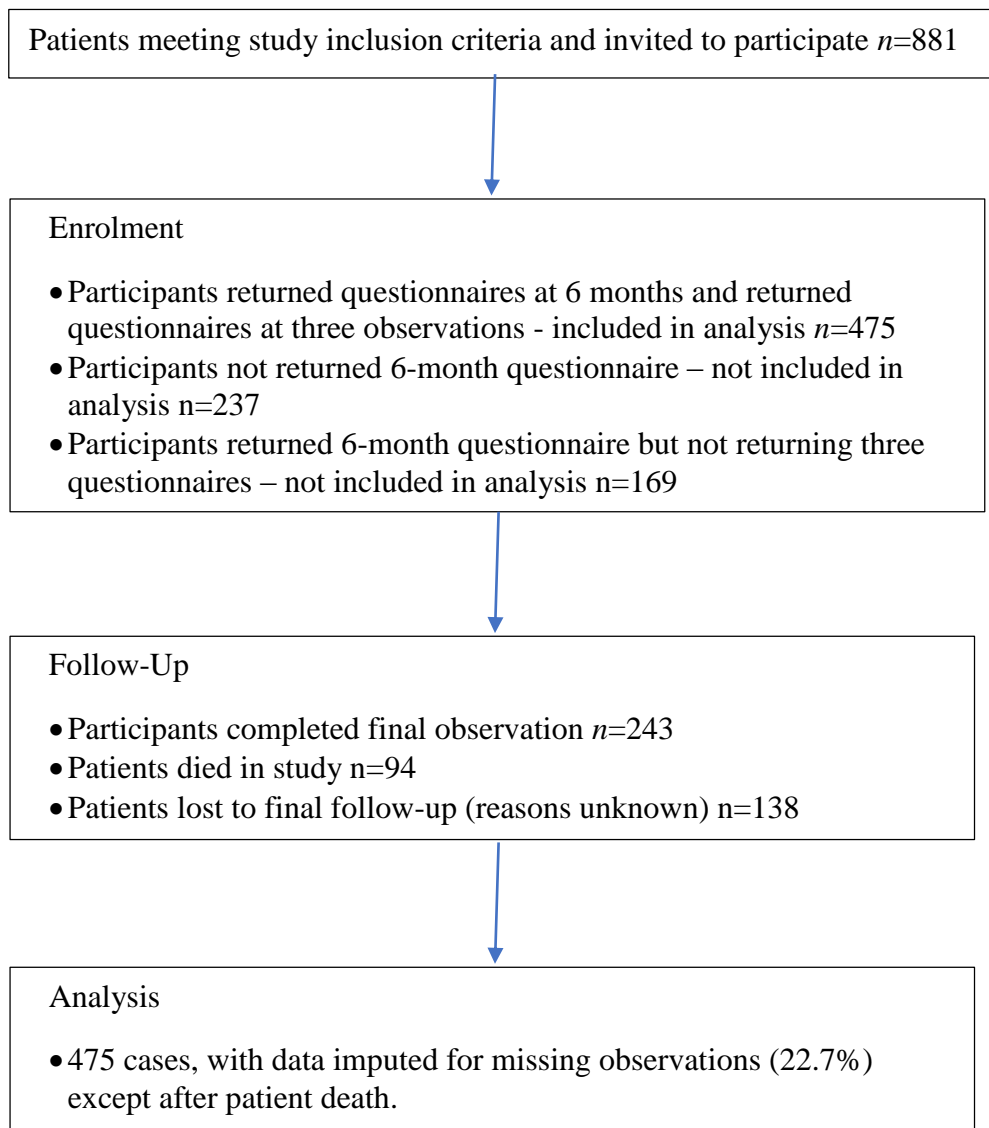 Patients meeting study inclusion criteria and invited to participate n=881
Enrolment
•Participants returned questionnaires at 6 months and returned
questionnaires at three observations - included in analysis n=475
•Participants not returned 6-month questionnaire – not included in
analysis n=237
•Participants returned 6-month questionnaire but not returning three
questionnaires – not included in analysis n=169
Follow-Up
•Participants completed final observation n=243
•Patients died in study n=94
•Patients lost to final follow-up (reasons unknown) n=138
Analysis
•475 cases, with data imputed for missing observations (22.7%)
except after patient death.